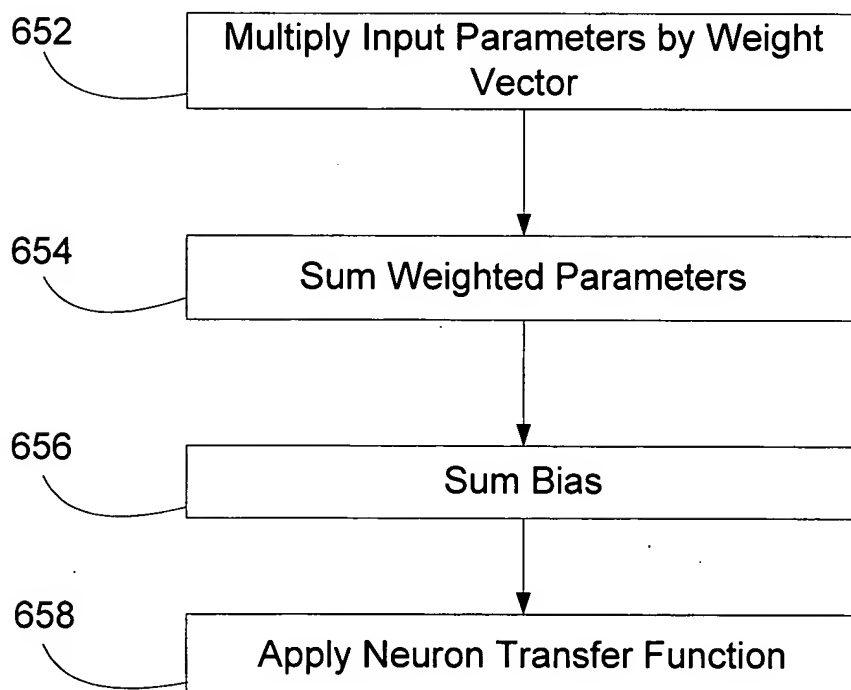 652
Multiply Input Parameters by Weight
Vector
654
Sum Weighted Parameters
656
Sum Bias
658
Apply Neuron Transfer Function